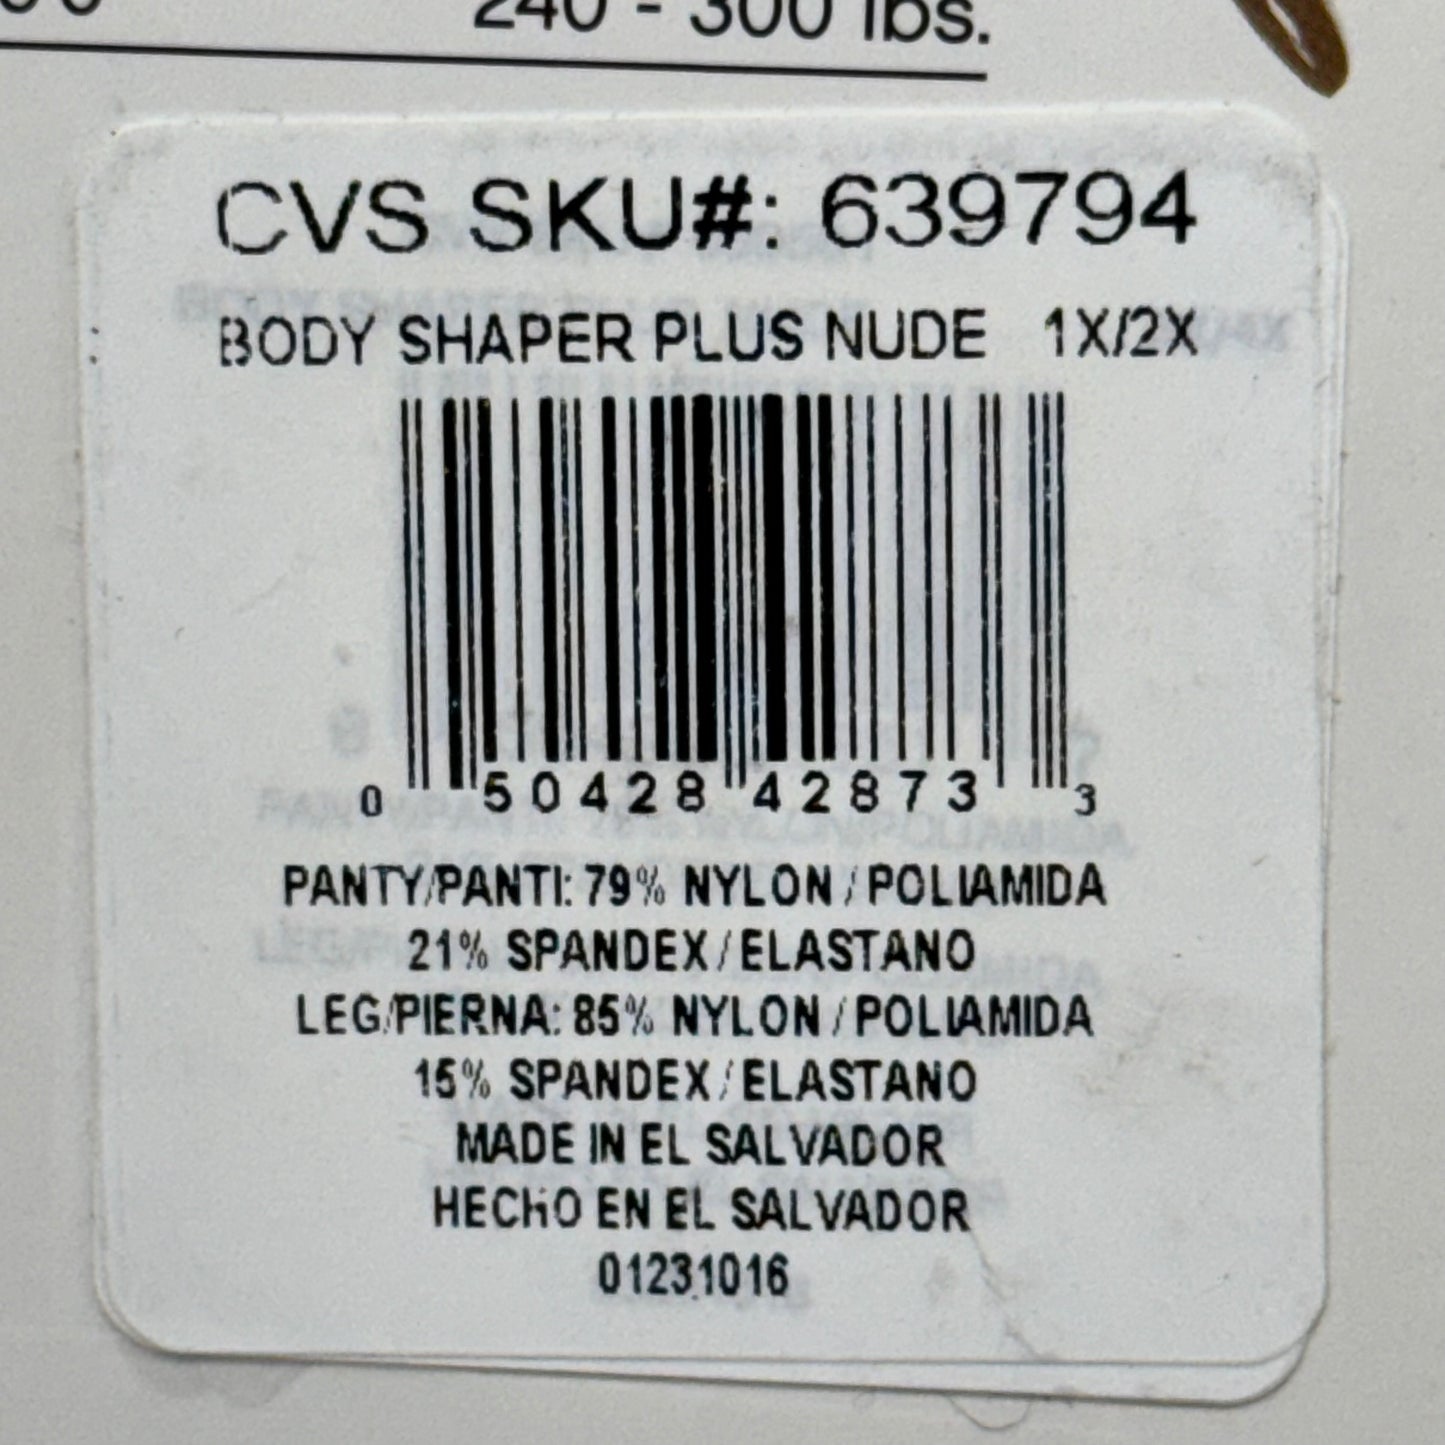 240 - 300 lbs.
CVS SKU#: 639794
BODY SHAPER PLUS NUDE 1X/2X
0 50428 42873 3
PANTY/PANTI: 79% NYLON / POLIAMIDA
21% SPANDEX / ELASTANO
LEG/PIERNA: 85% NYLON / POLIAMIDA
15% SPANDEX / ELASTANO
MADE IN EL SALVADOR
HECHO EN EL SALVADOR
01231016